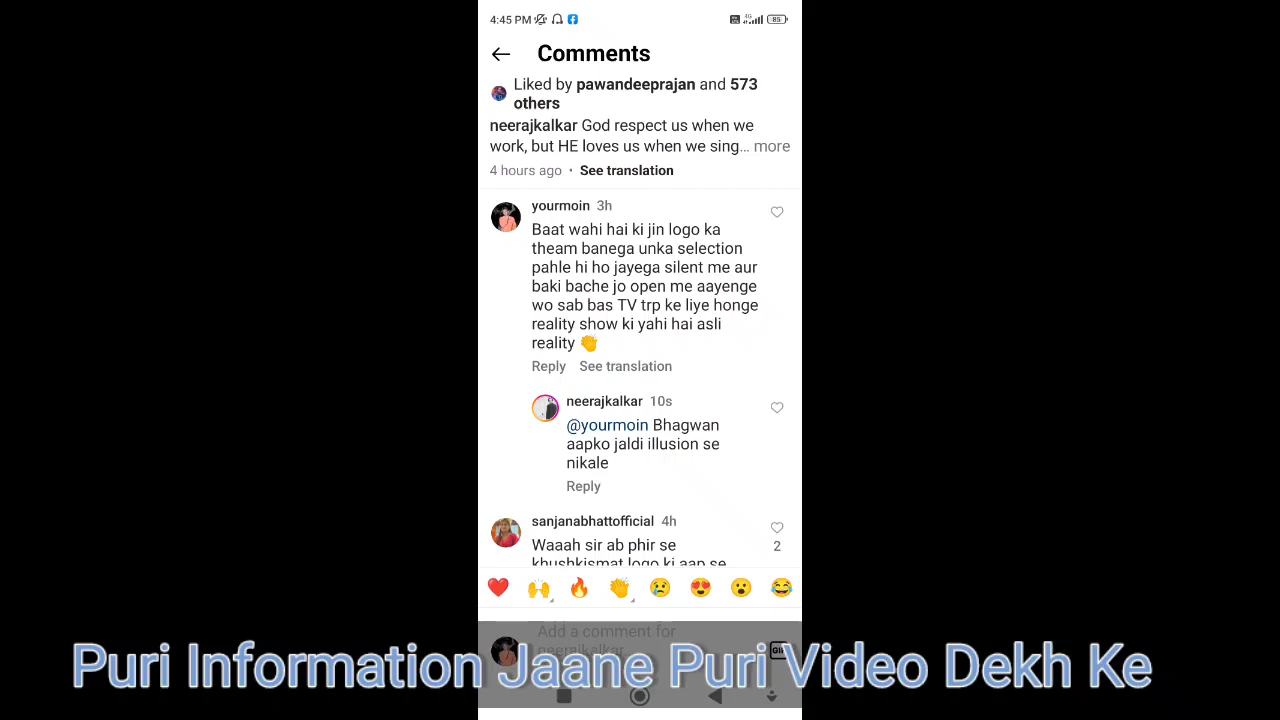 4:45 PM 4G 85
Comments
Liked by pawandeeprajan and 573
others
neerajkalkar God respect us when we
work, but HE loves us when we sing... more
4 hours ago • See translation
yourmoin 3h
Baat wahi hai ki jin logo ka
theam banega unka selection
pahle hi ho jayega silent me aur
baki bache jo open me aayenge
wo sab bas TV trp ke liye honge
reality show ki yahi hai asli
reality 👏
Reply See translation
neerajkalkar 10s
@yourmoin Bhagwan
aapko jaldi illusion se
nikale
Reply
sanjanabhattofficial 4h
Waaah sir ab phir se
2
khushkismat logo ki aap se
❤️ 🙌 🔥 👏 😢 😍 😮 😂
Add a comment for
neerajkalkar...
GIF
Puri Information Jaane Puri Video Dekh Ke